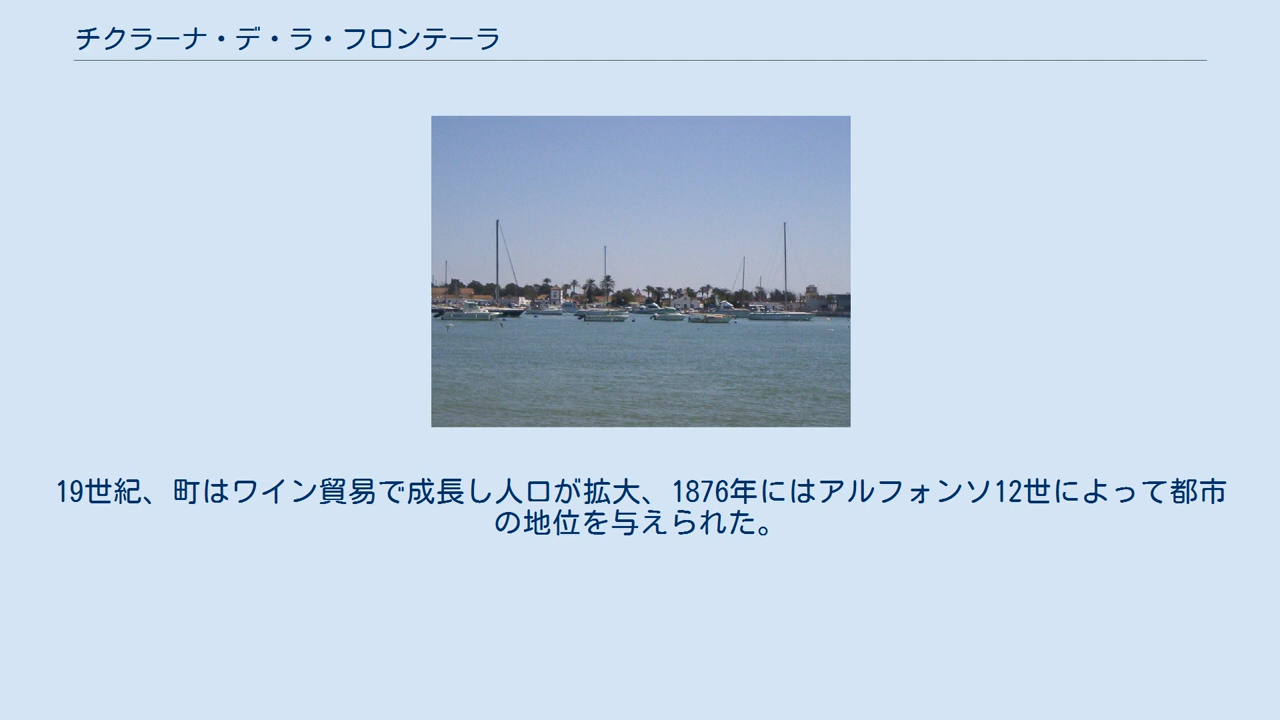 チクラーナ・デ・ラ・フロンテーラ
19世紀、町はワイン貿易で成長し人口が拡大、1876年にはアルフォンソ12世によって都市
の地位を与えられた。